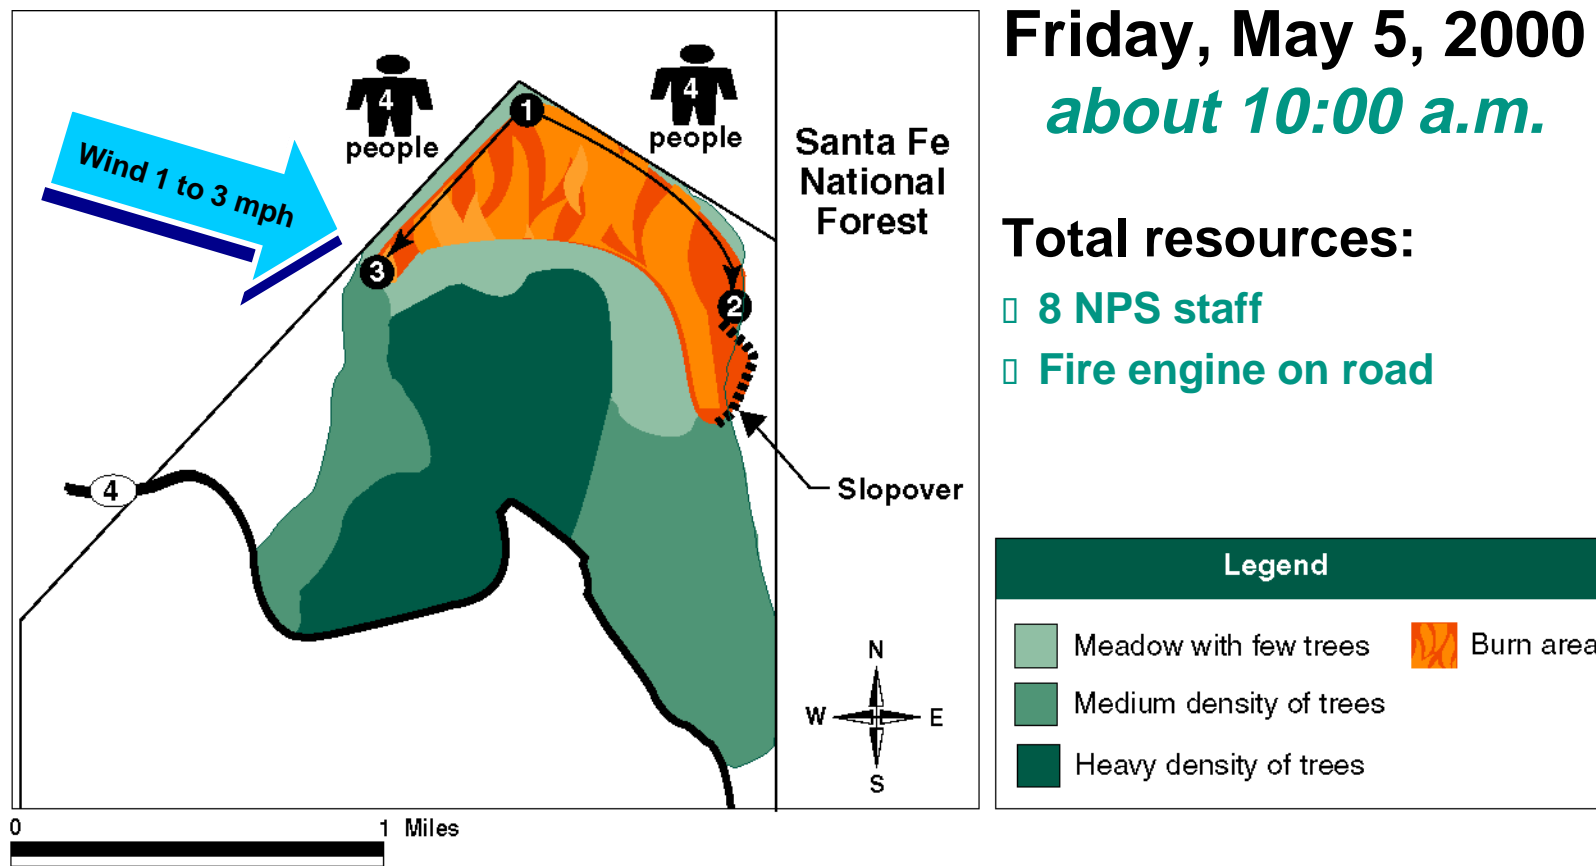 Friday, May 5, 2000
about 10:00 a.m.
4
people
4
people
Wind 1 to 3 mph
1
2
3
Santa Fe
National
Forest
Total resources:
8 NPS staff
Fire engine on road
4
Slopover
N
W E
S
Legend
Meadow with few trees
Burn area
Medium density of trees
Heavy density of trees
0 1 Miles